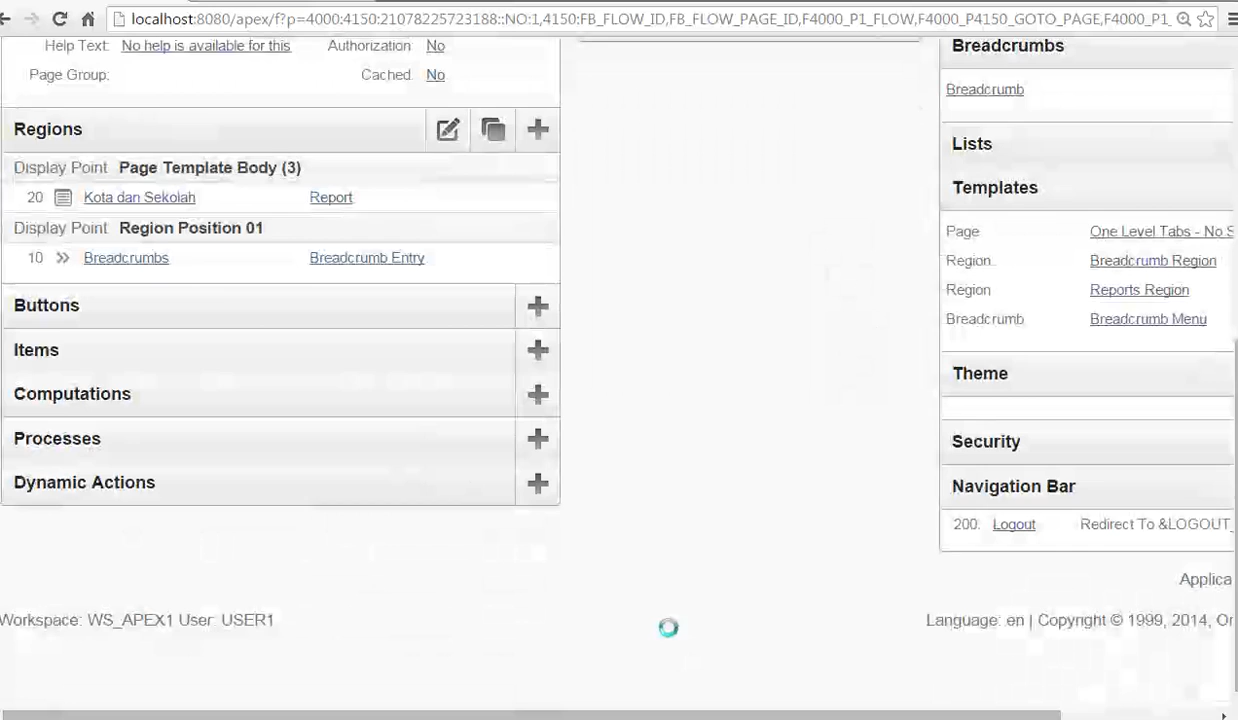 localhost:8080/apex/f?p=4000:4150:21078225723188::NO:1,4150:FB_FLOW_ID,FB_FLOW_PAGE_ID,F4000_P1_FLOW,F4000_P4150_GOTO_PAGE,F4000_P1_
Help Text: No help is available for this
Authorization No
Page Group:
Cached No
Regions
Display Point Page Template Body (3)
20 Kota dan Sekolah Report
Display Point Region Position 01
10 Breadcrumbs Breadcrumb Entry
Buttons
Items
Computations
Processes
Dynamic Actions
Breadcrumbs
Breadcrumb
Lists
Templates
Page One Level Tabs - No S
Region Breadcrumb Region
Region Reports Region
Breadcrumb Breadcrumb Menu
Theme
Security
Navigation Bar
200. Logout Redirect To &LOGOUT_
Applica
Workspace: WS_APEX1 User: USER1
Language: en | Copyright © 1999, 2014, Or